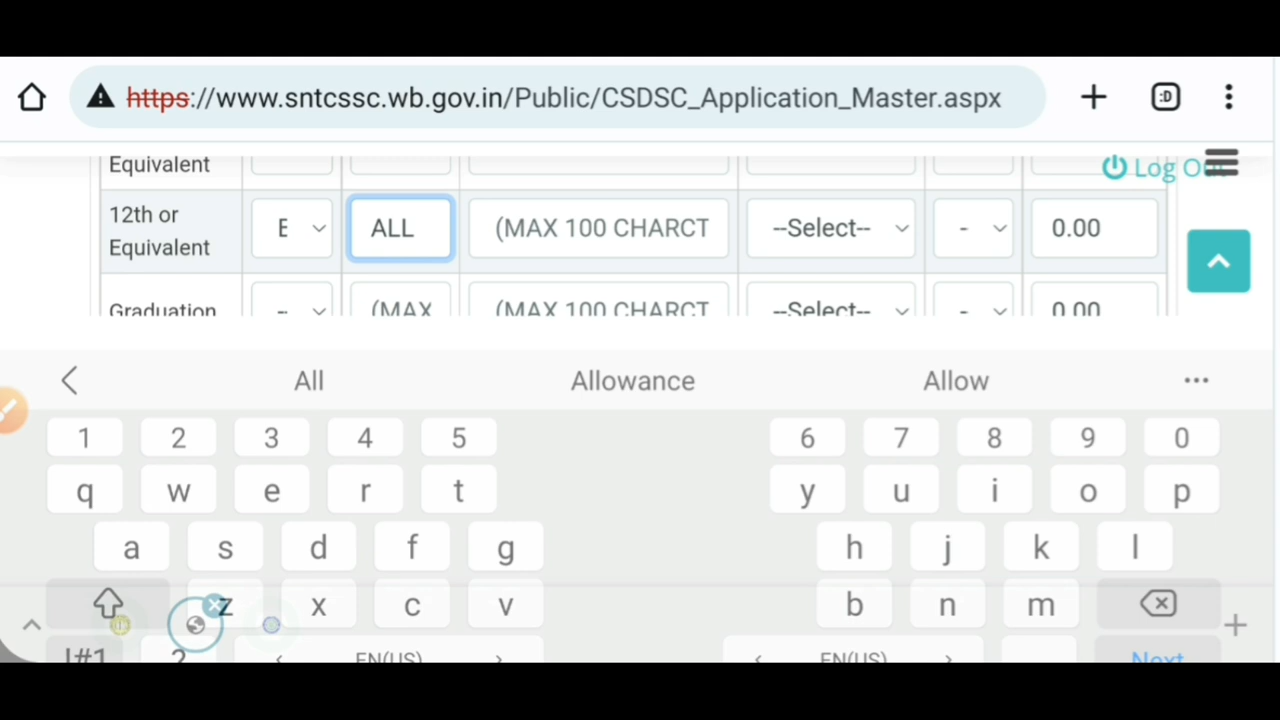 https://www.sntcssc.wb.gov.in/Public/CSDSC_Application_Master.aspx
:D
Equivalent
Log Out
12th or
Equivalent
E
ALL
(MAX 100 CHARCT
--Select--
-
0.00
Graduation
--
(MAX
(MAX 100 CHARCT
--Select--
-
0.00
All
Allowance
Allow
1 2 3 4 5 6 7 8 9 0
q w e r t y u i o p
a s d f g h j k l
z x c v b n m
!#1
EN(US)
EN(US)
Next